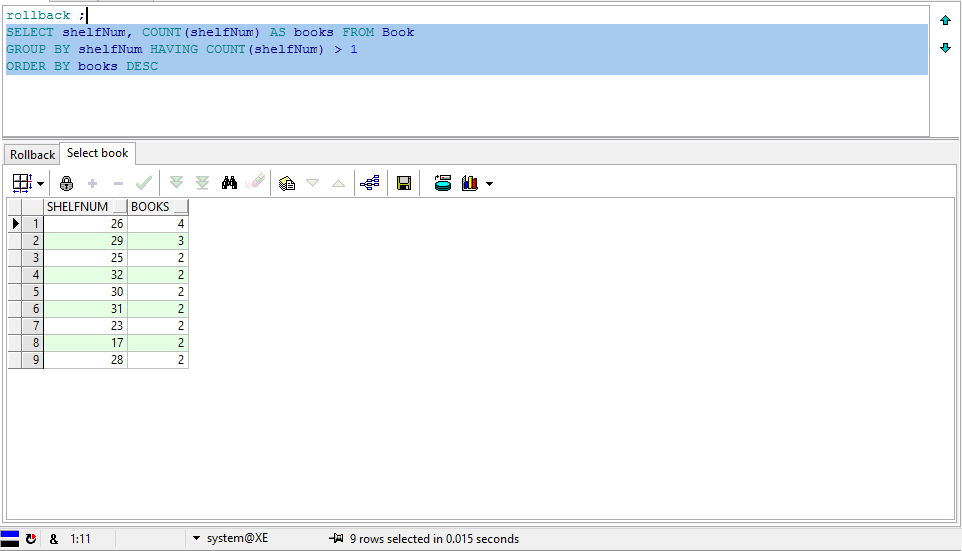 rollback ;
SELECT shelfNum, COUNT(shelfNum) AS books FROM Book
GROUP BY shelfNum HAVING COUNT(shelfNum) > 1
ORDER BY books DESC
Rollback Select book
SHELFNUM BOOKS
1 26 4
2 29 3
3 25 2
4 32 2
5 30 2
6 31 2
7 23 2
8 17 2
9 28 2
& 1:11 system@XE 9 rows selected in 0.015 seconds